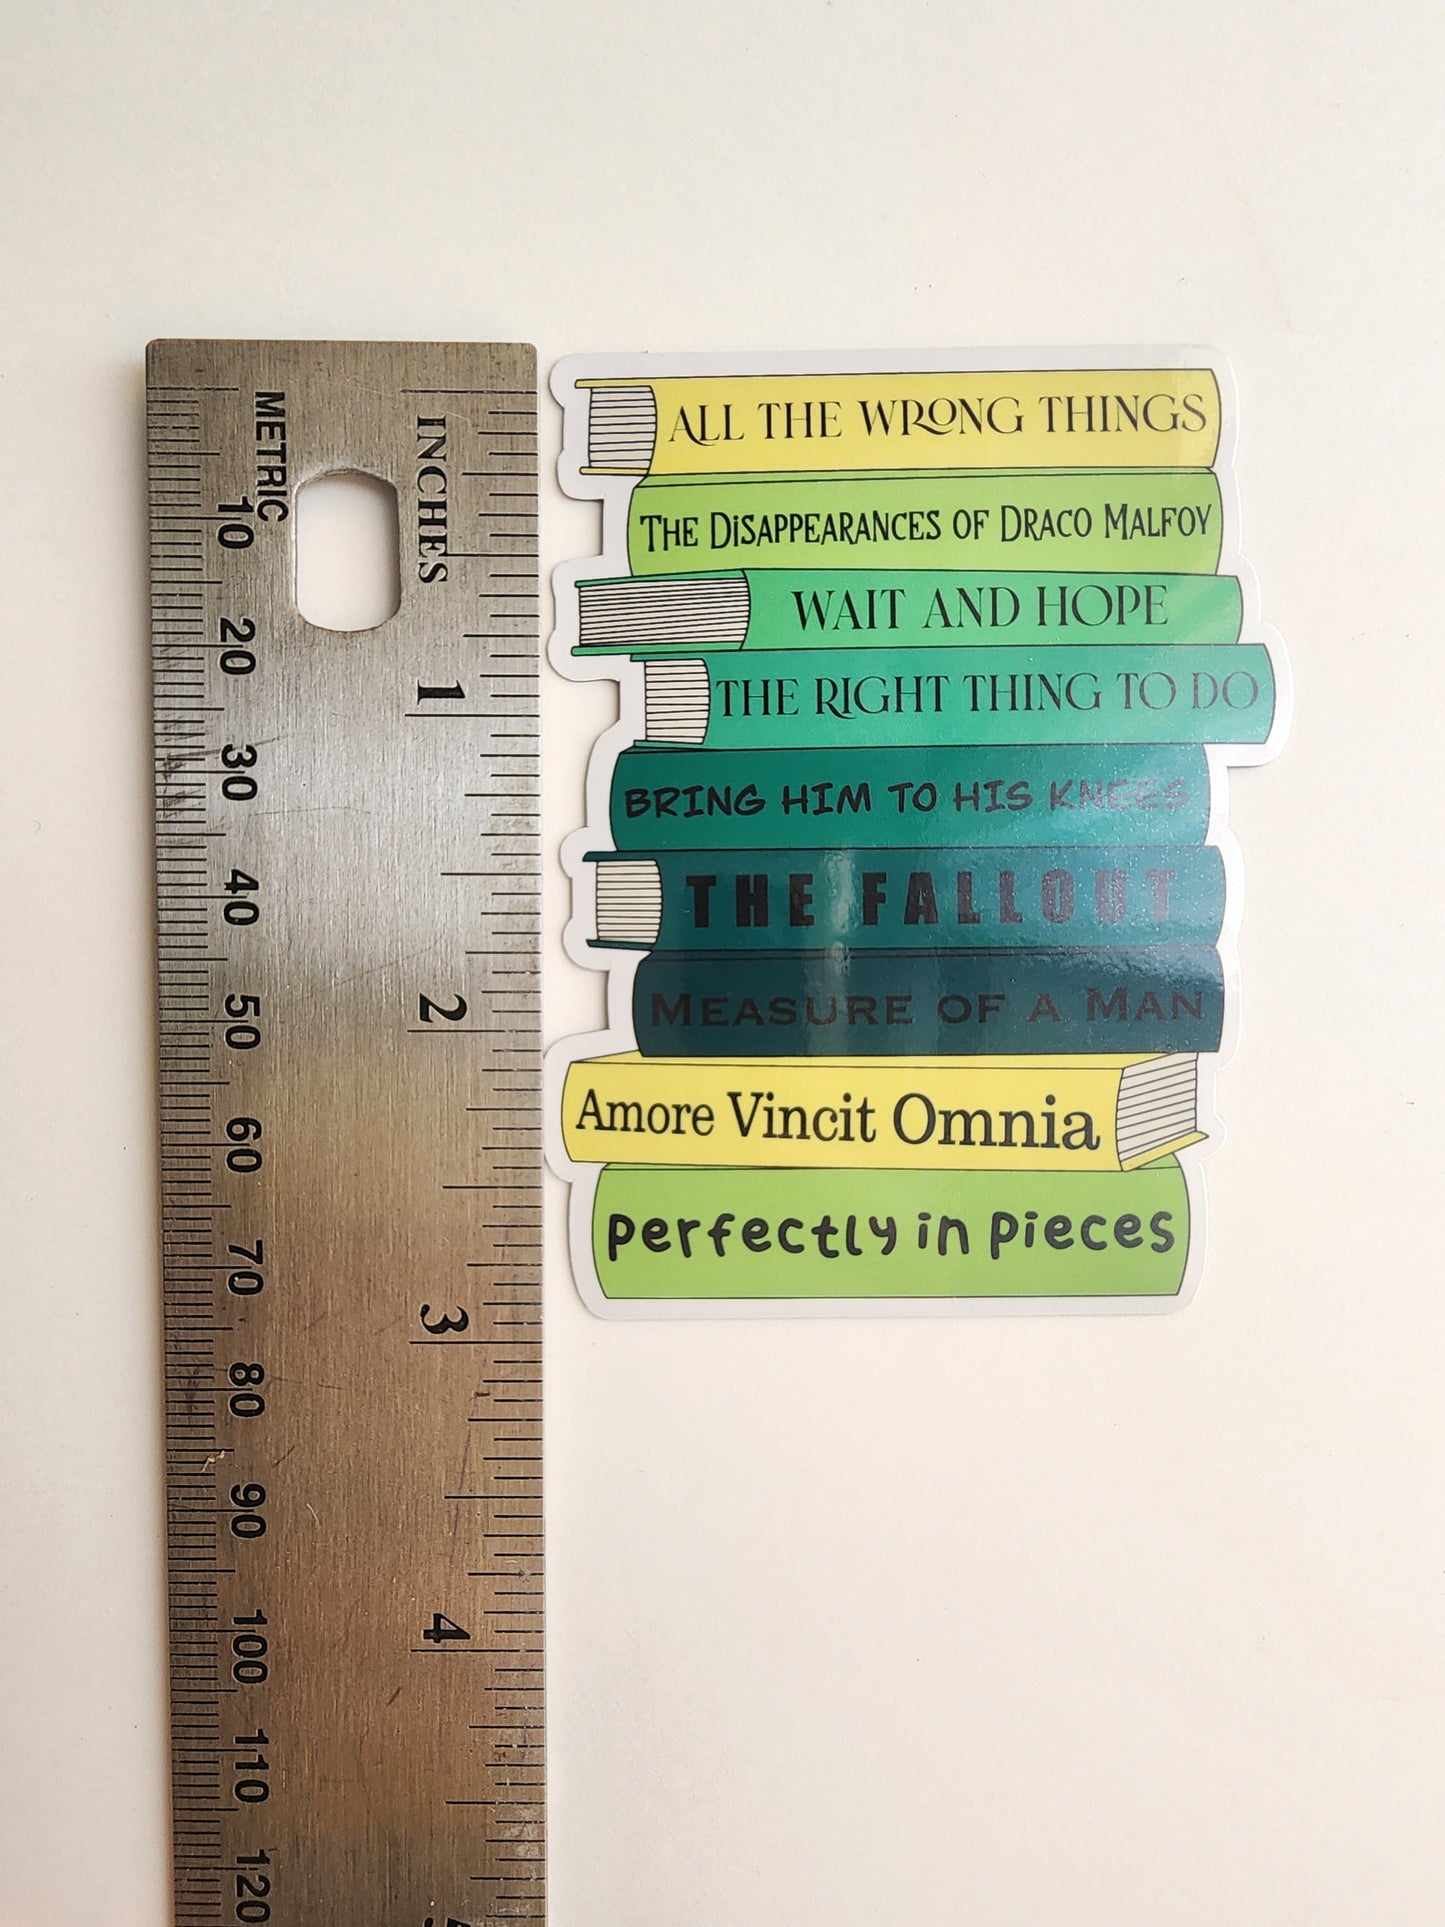 METRIC
INCHES
10
20
30
40
50
60
70
80
90
100
110
120
1
2
3
4
ALL THE WRONG THINGS
THE DISAPPEARANCES OF DRACO MALFOY
WAIT AND HOPE
THE RIGHT THING TO DO
BRING HIM TO HIS KNEES
THE FALLOUT
MEASURE OF A MAN
Amore Vincit Omnia
perfectly in pieces